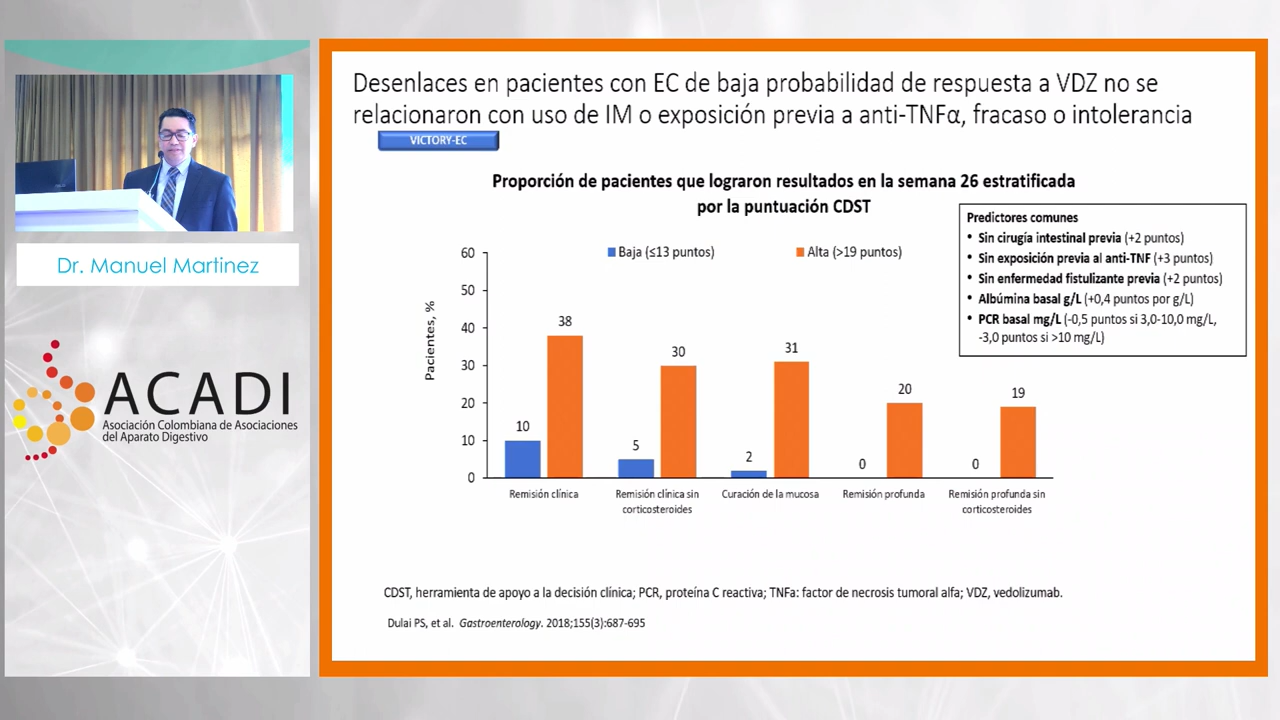 Desenlaces en pacientes con EC de baja probabilidad de respuesta a VDZ no se
relacionaron con uso de IM o exposición previa a anti-TNFα, fracaso o intolerancia
VICTORY-EC
Proporción de pacientes que lograron resultados en la semana 26 estratificada
por la puntuación CDST
Predictores comunes
• Sin cirugía intestinal previa (+2 puntos)
• Sin exposición previa al anti-TNF (+3 puntos)
• Sin enfermedad fistulizante previa (+2 puntos)
• Albúmina basal g/L (+0,4 puntos por g/L)
• PCR basal mg/L (-0,5 puntos si 3,0-10,0 mg/L,
-3,0 puntos si >10 mg/L)
Baja (≤13 puntos)
Alta (>19 puntos)
Pacientes, %
60
50
40
30
20
10
0
10
38
5
30
2
31
0
20
0
19
Remisión clínica
Remisión clínica sin
corticosteroides
Curación de la mucosa
Remisión profunda
Remisión profunda sin
corticosteroides
CDST, herramienta de apoyo a la decisión clínica; PCR, proteína C reactiva; TNFa: factor de necrosis tumoral alfa; VDZ, vedolizumab.
Dulai PS, et al. Gastroenterology. 2018;155(3):687-695
Dr. Manuel Martinez
ACADI
Asociación Colombiana de Asociaciones
del Aparato Digestivo